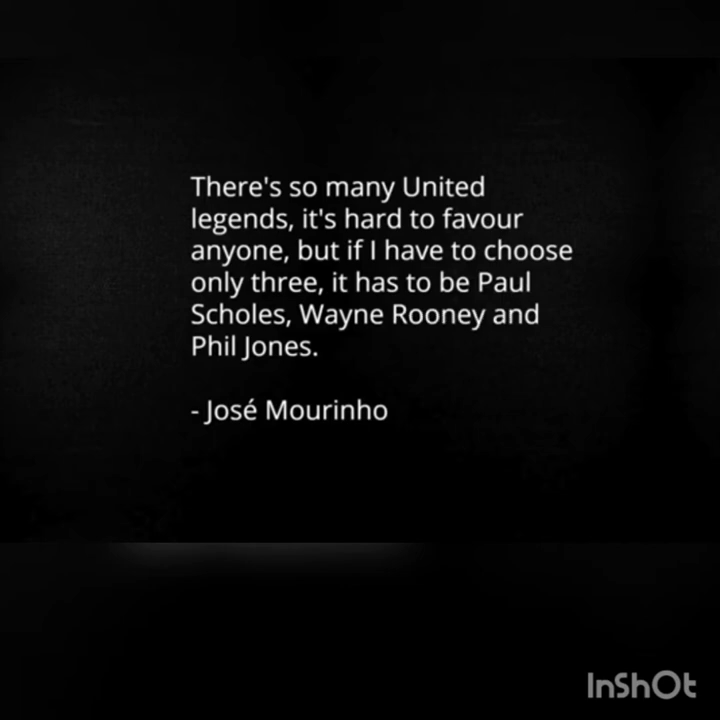 There's so many United
legends, it's hard to favour
anyone, but if I have to choose
only three, it has to be Paul
Scholes, Wayne Rooney and
Phil Jones.
- José Mourinho
InShOt